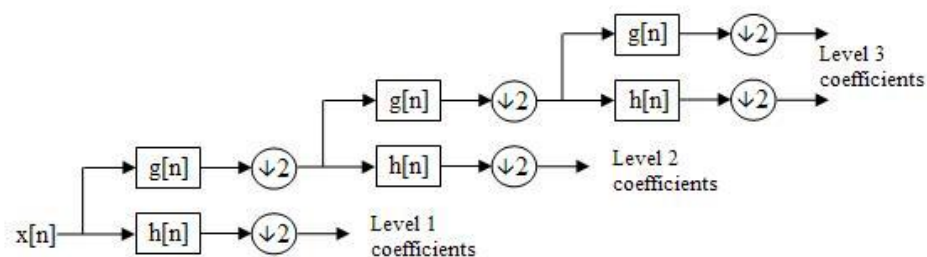 g[n] ↓2
Level 3
coefficients
g[n] ↓2 h[n] ↓2
Level 2
coefficients
g[n] ↓2 h[n] ↓2
Level 1
coefficients
x[n] h[n] ↓2